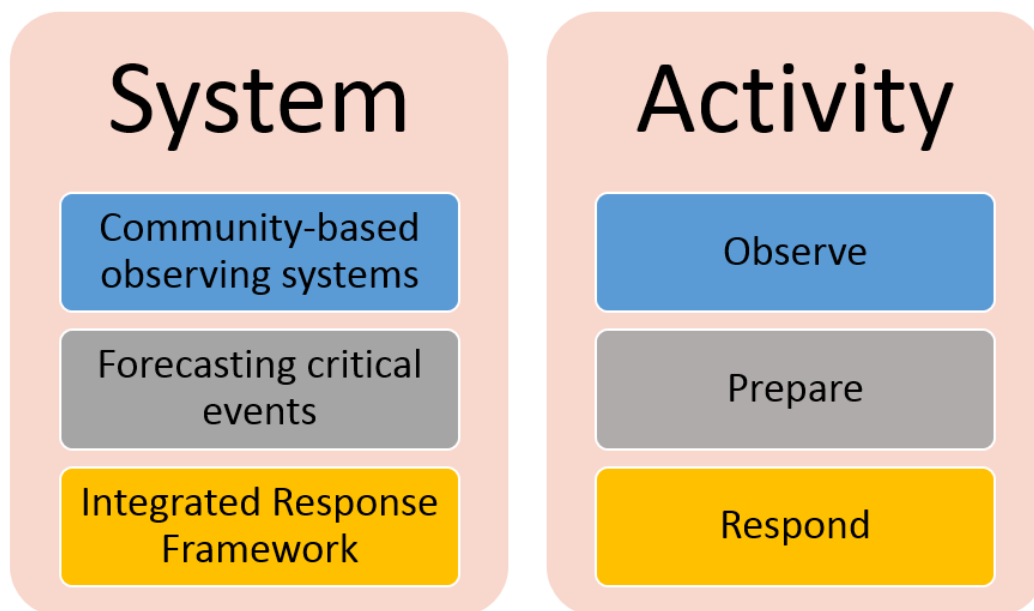 System
Community-based
observing systems
Forecasting critical
events
Integrated Response
Framework
Activity
Observe
Prepare
Respond